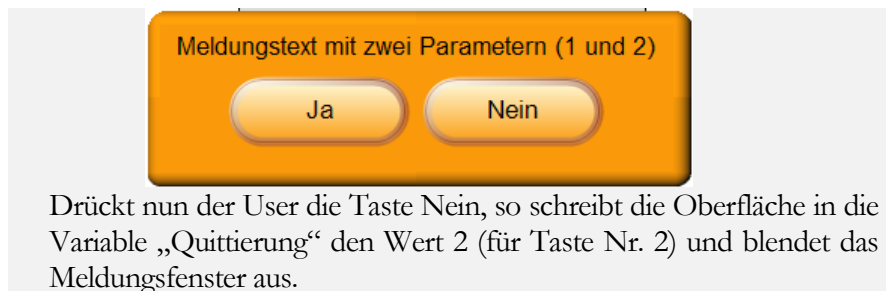 Meldungstext mit zwei Parametern (1 und 2)
Ja Nein
Drückt nun der User die Taste Nein, so schreibt die Oberfläche in die
Variable „Quittierung“ den Wert 2 (für Taste Nr. 2) und blendet das
Meldungsfenster aus.